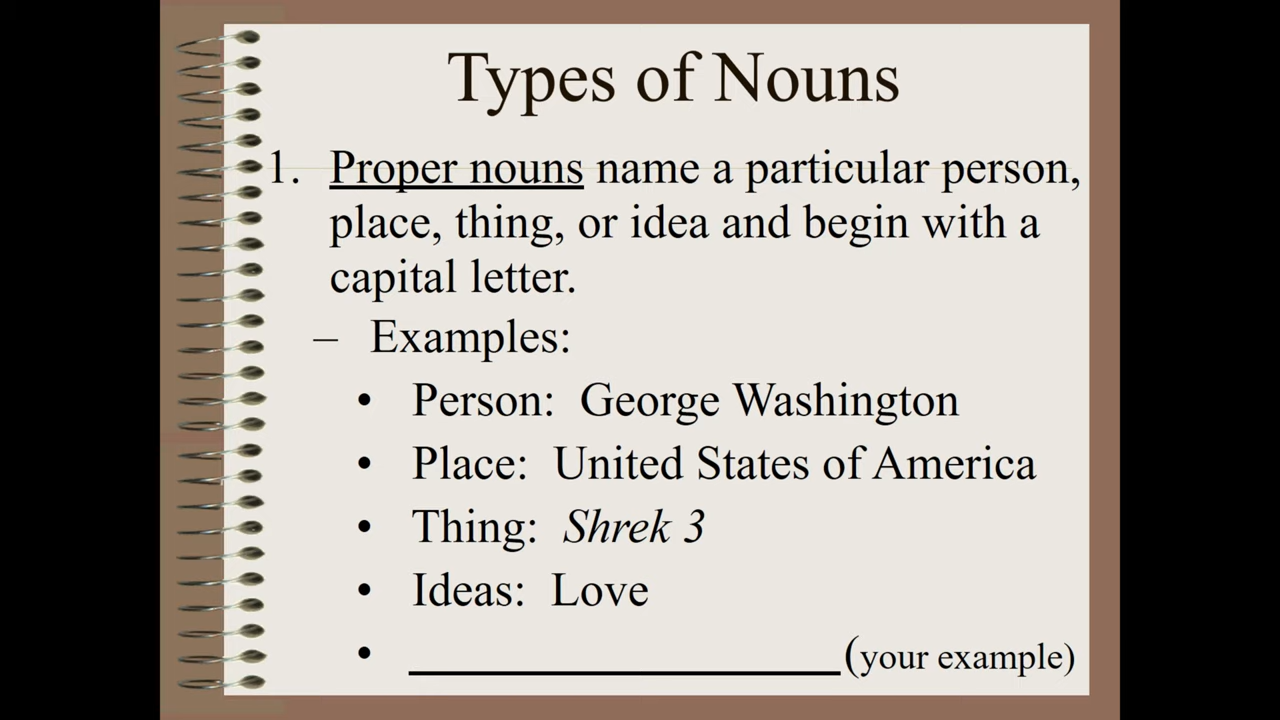 Types of Nouns
1. Proper nouns name a particular person,
place, thing, or idea and begin with a
capital letter.
– Examples:
• Person: George Washington
• Place: United States of America
• Thing: Shrek 3
• Ideas: Love
• ____________________(your example)